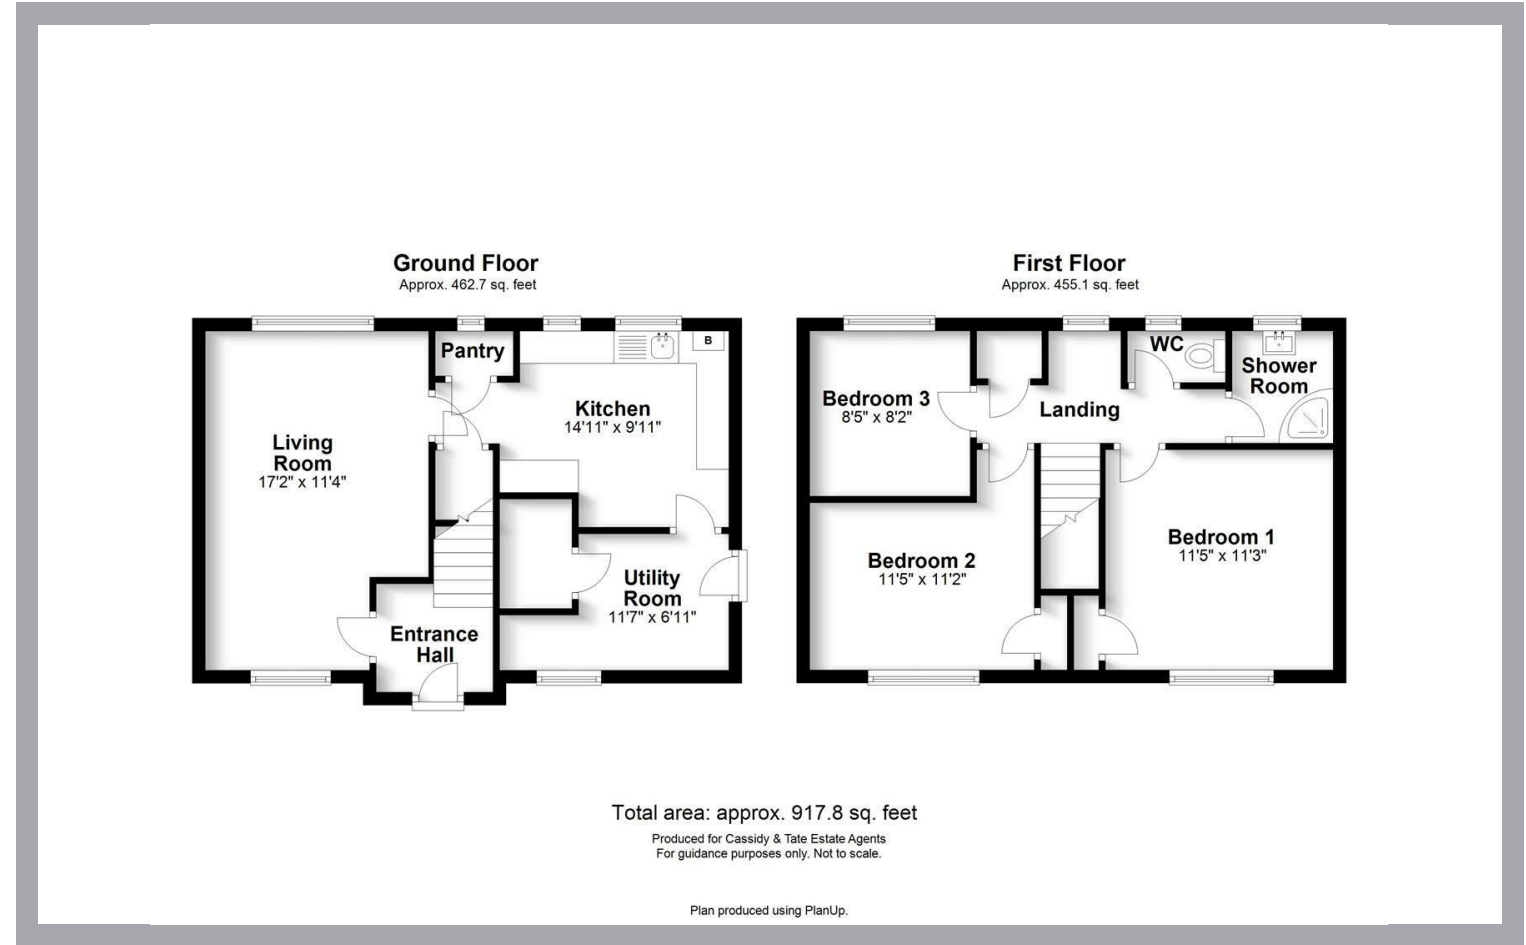 Ground Floor
Approx. 462.7 sq. feet
Pantry
B
Kitchen
14'11" x 9'11"
Living
Room
17'2" x 11'4"
Utility
Room
11'7" x 6'11"
Entrance
Hall
First Floor
Approx. 455.1 sq. feet
WC
Shower
Room
Bedroom 3
8'5" x 8'2"
Landing
Bedroom 2
11'5" x 11'2"
Bedroom 1
11'5" x 11'3"
Total area: approx. 917.8 sq. feet
Produced for Cassidy & Tate Estate Agents
For guidance purposes only. Not to scale.
Plan produced using PlanUp.